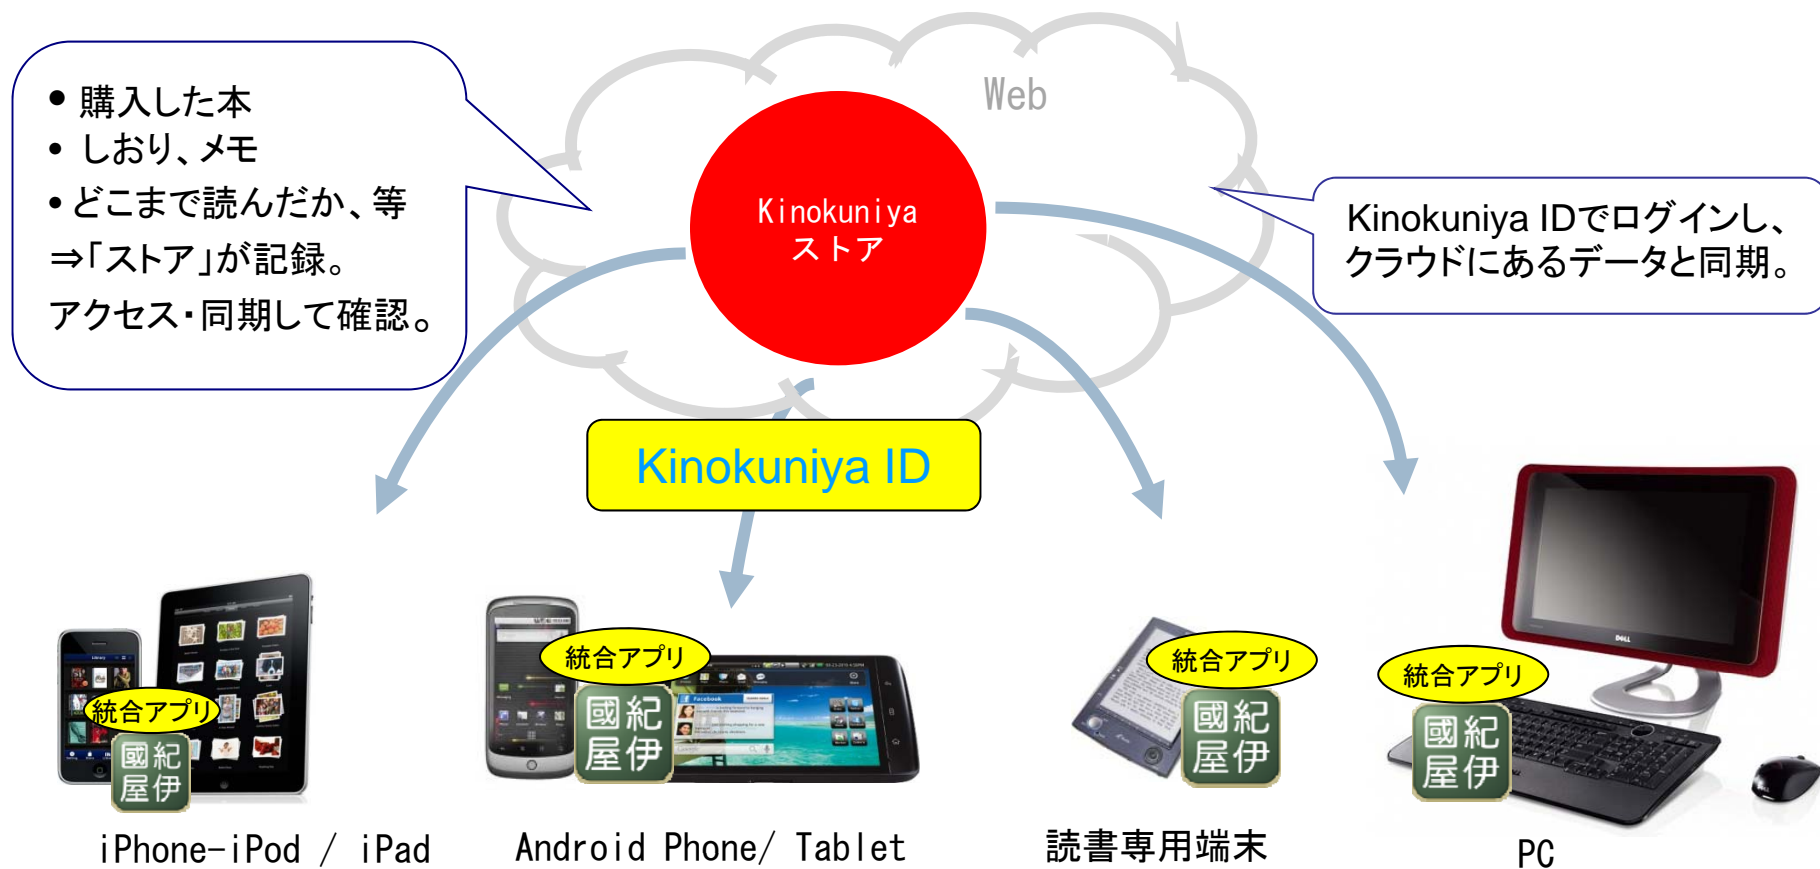 Web
• 購入した本
• しおり、メモ
• どこまで読んだか、等
⇒「ストア」が記録。
アクセス・同期して確認。
Kinokuniya
ストア
Kinokuniya IDでログインし、
クラウドにあるデータと同期。
Kinokuniya ID
統合アプリ
國紀
屋伊
iPhone-iPod / iPad
統合アプリ
Facebook
國紀
屋伊
Android Phone/ Tablet
統合アプリ
國紀
屋伊
読書専用端末
DELL
統合アプリ
國紀
屋伊
PC